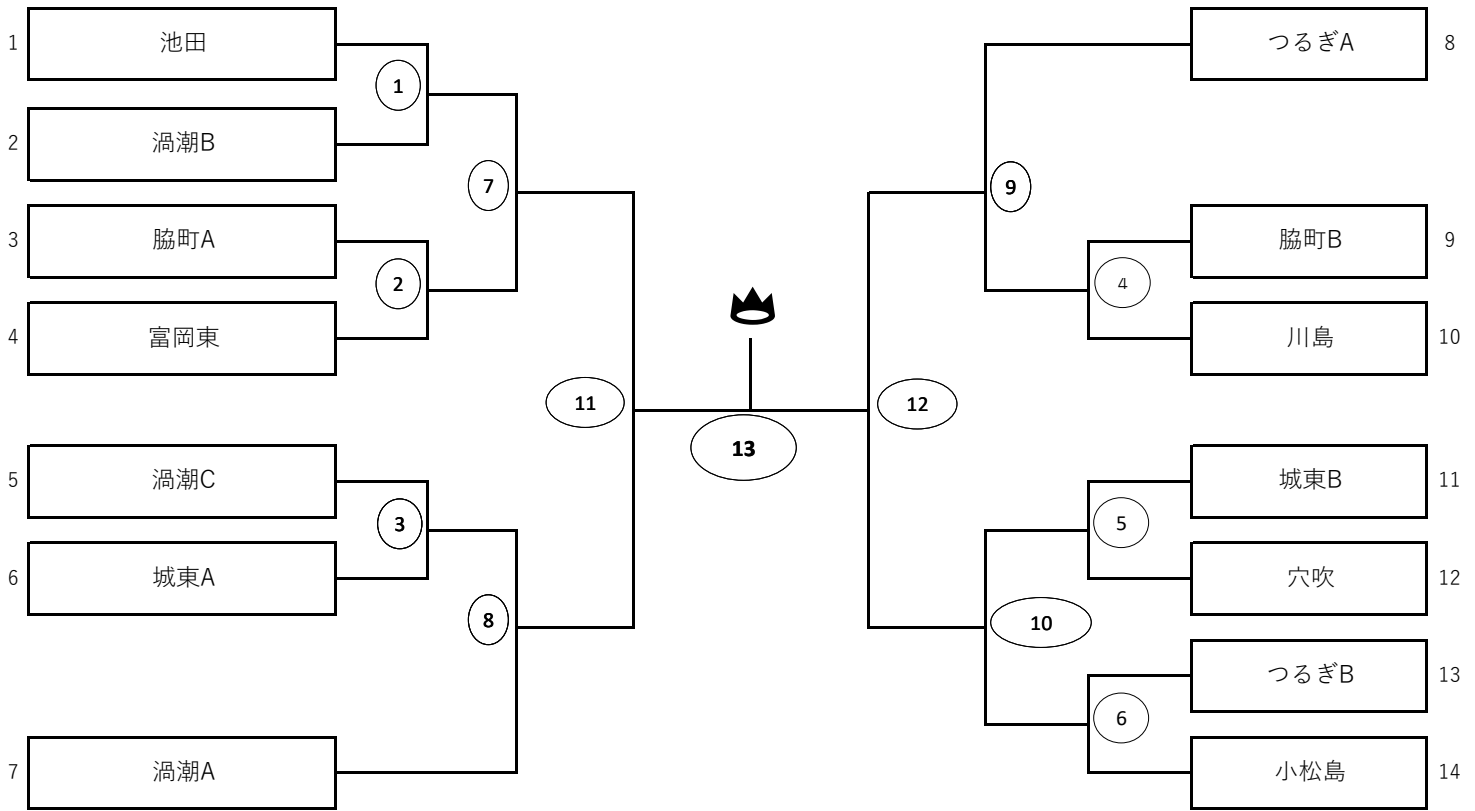 1 池田
①
2 渦潮B
7
3 脇町A
2
4 富岡東
11
5 渦潮C
3
6 城東A
8
7 渦潮A
13
つるぎA 8
9
脇町B 9
4
川島 10
12
城東B 11
5
穴吹 12
10
つるぎB 13
6
小松島 14